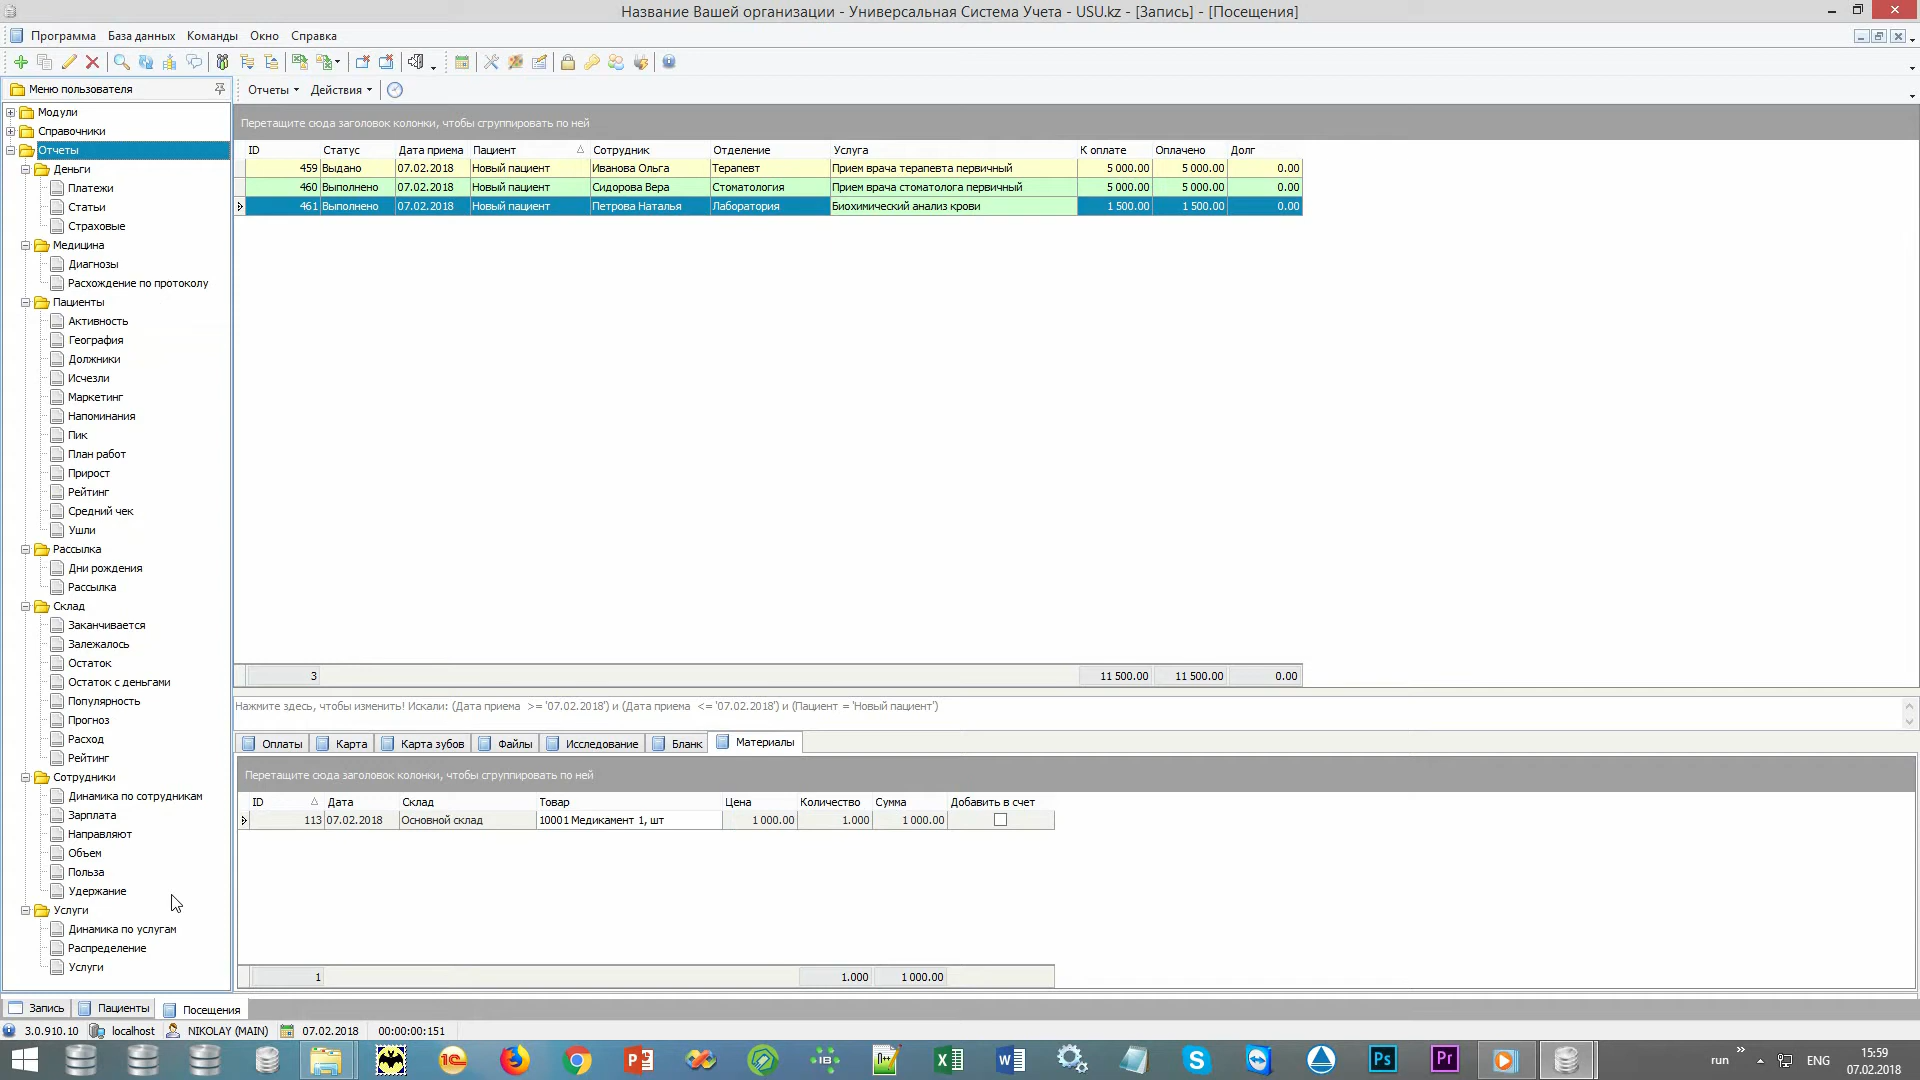 Название Вашей организации - Универсальная Система Учета - USU.kz - [Запись] - [Посещения]
Программа База данных Команды Окно Справка
Меню пользователя
Отчеты Действия
Модули
Справочники
Отчеты
Деньги
Платежи
Статьи
Страховые
Медицина
Диагнозы
Расхождение по протоколу
Пациенты
Активность
География
Должники
Исчезли
Маркетинг
Напоминания
Пик
План работ
Прирост
Рейтинг
Средний чек
Ушли
Рассылка
Дни рождения
Рассылка
Склад
Заканчивается
Залежалось
Остаток
Остаток с деньгами
Популярность
Прогноз
Расход
Рейтинг
Сотрудники
Динамика по сотрудникам
Зарплата
Направляют
Объем
Польза
Удержание
Услуги
Динамика по услугам
Распределение
Услуги
Перетащите сюда заголовок колонки, чтобы сгруппировать по ней
ID Статус Дата приема Пациент Сотрудник Отделение Услуга К оплате Оплачено Долг
459 Выдано 07.02.2018 Новый пациент Иванова Ольга Терапевт Прием врача терапевта первичный 5 000.00 5 000.00 0.00
460 Выполнено 07.02.2018 Новый пациент Сидорова Вера Стоматология Прием врача стоматолога первичный 5 000.00 5 000.00 0.00
461 Выполнено 07.02.2018 Новый пациент Петрова Наталья Лаборатория Биохимический анализ крови 1 500.00 1 500.00 0.00
3 11 500.00 11 500.00 0.00
Нажмите здесь, чтобы изменить! Искали: (Дата приема >= '07.02.2018') и (Дата приема <= '07.02.2018') и (Пациент = 'Новый пациент')
Оплаты Карта Карта зубов Файлы Исследование Бланк Материалы
Перетащите сюда заголовок колонки, чтобы сгруппировать по ней
ID Дата Склад Товар Цена Количество Сумма Добавить в счет
113 07.02.2018 Основной склад 10001 Медикамент 1, шт 1 000.00 1.000 1 000.00
1 1.000 1 000.00
Запись Пациенты Посещения
3.0.910.10 localhost NIKOLAY (MAIN) 07.02.2018 00:00:00:151
run ENG 15:59
07.02.2018